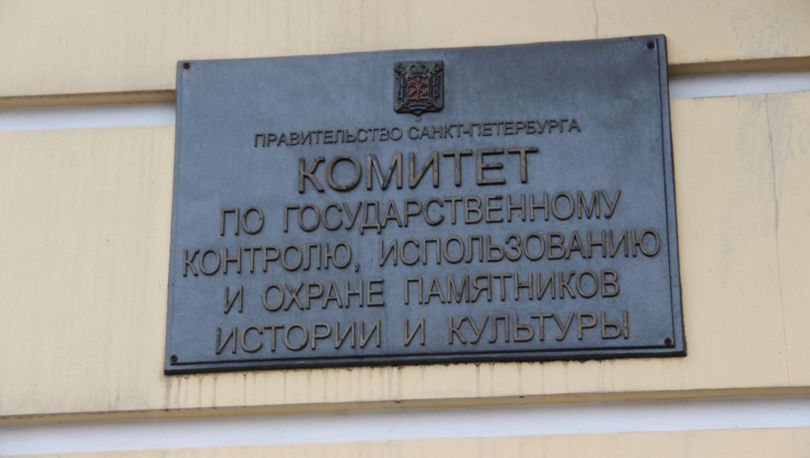 ПРАВИТЕЛЬСТВО САНКТ-ПЕТЕРБУРГА
КОМИТЕТ
ПО ГОСУДАРСТВЕННОМУ
КОНТРОЛЮ, ИСПОЛЬЗОВАНИЮ
И ОХРАНЕ ПАМЯТНИКОВ
ИСТОРИИ И КУЛЬТУРЫ